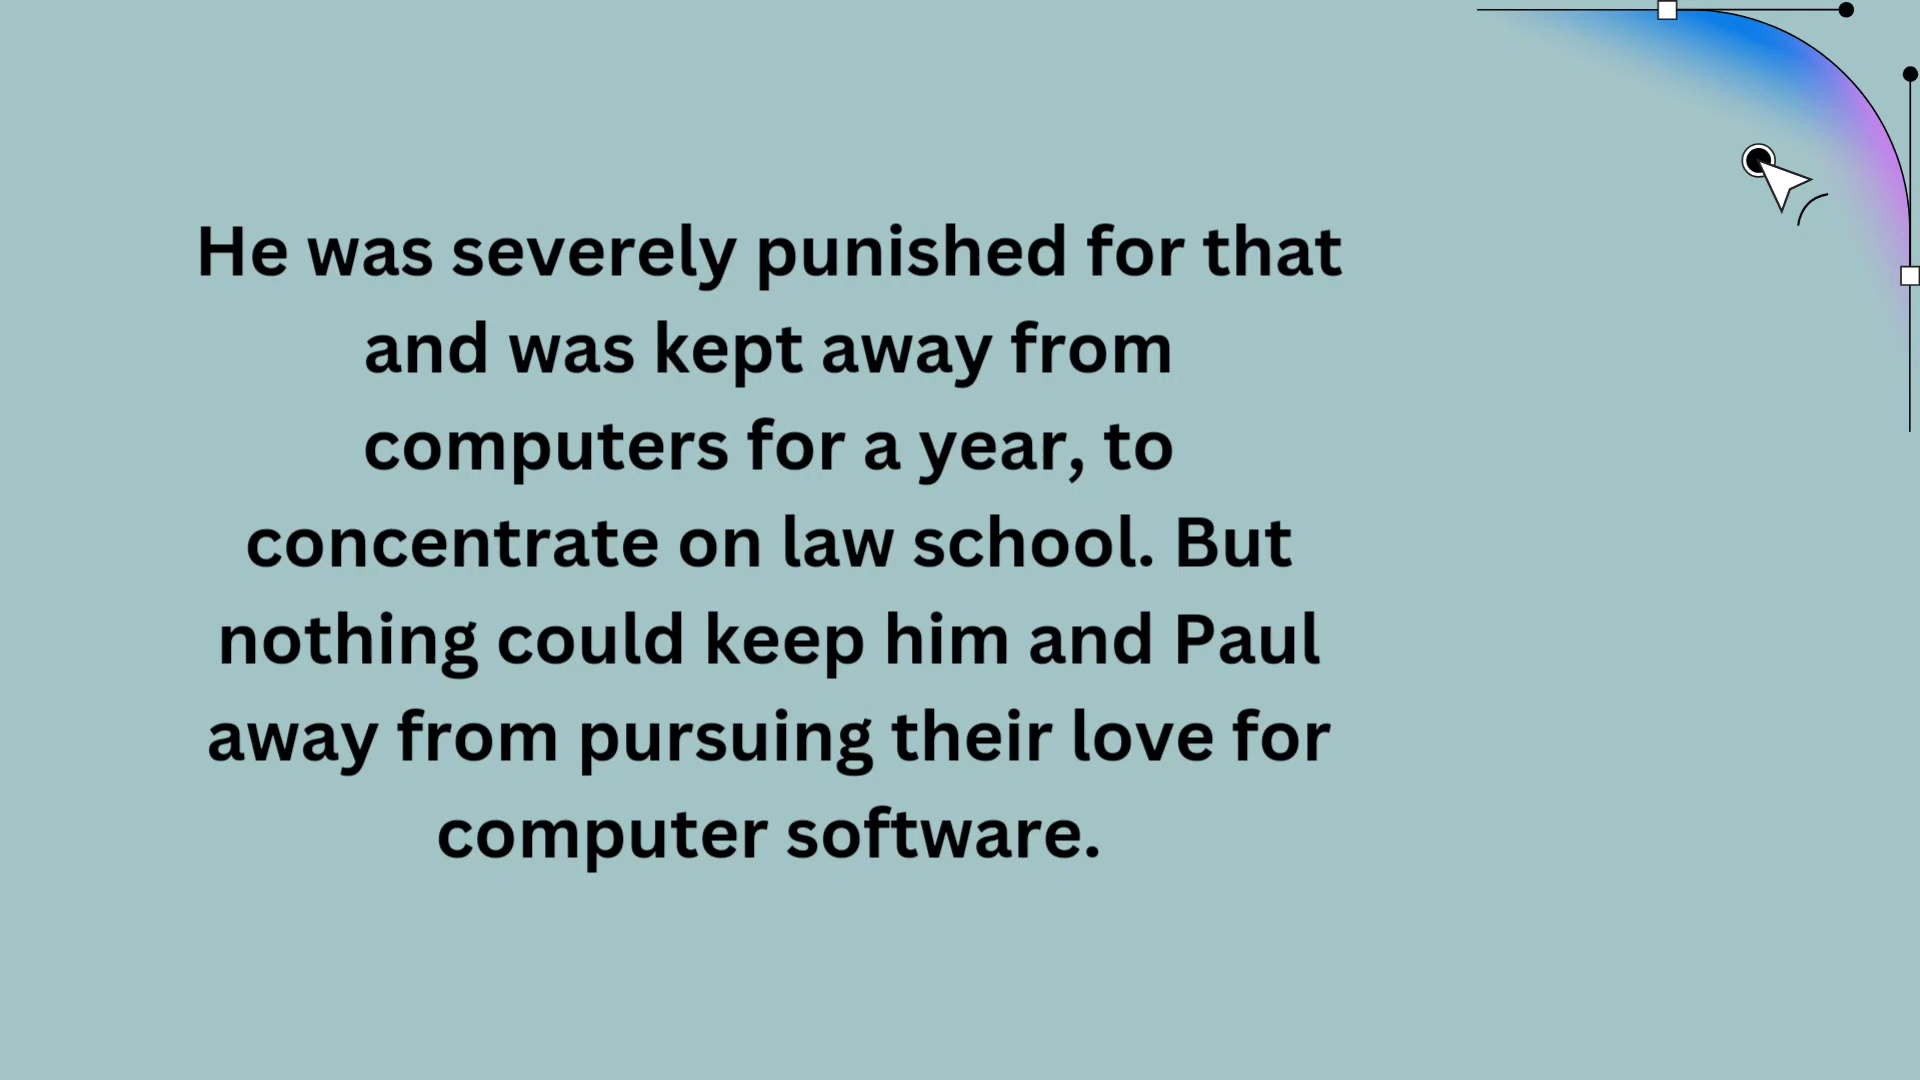 He was severely punished for that
and was kept away from
computers for a year, to
concentrate on law school. But
nothing could keep him and Paul
away from pursuing their love for
computer software.